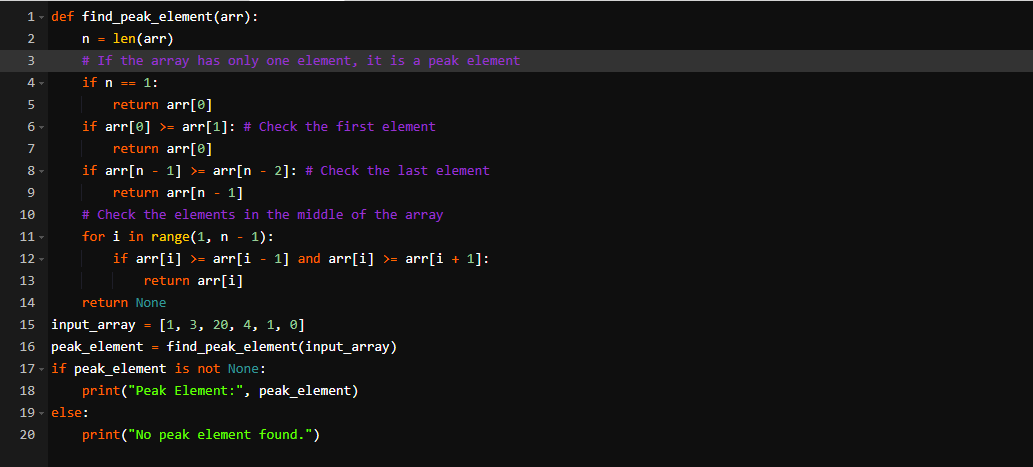 1 def find_peak_element(arr):
2     n = len(arr)
3     # If the array has only one element, it is a peak element
4     if n == 1:
5         return arr[0]
6     if arr[0] >= arr[1]: # Check the first element
7         return arr[0]
8     if arr[n - 1] >= arr[n - 2]: # Check the last element
9         return arr[n - 1]
10     # Check the elements in the middle of the array
11     for i in range(1, n - 1):
12         if arr[i] >= arr[i - 1] and arr[i] >= arr[i + 1]:
13             return arr[i]
14     return None
15 input_array = [1, 3, 20, 4, 1, 0]
16 peak_element = find_peak_element(input_array)
17 if peak_element is not None:
18     print("Peak Element:", peak_element)
19 else:
20     print("No peak element found.")